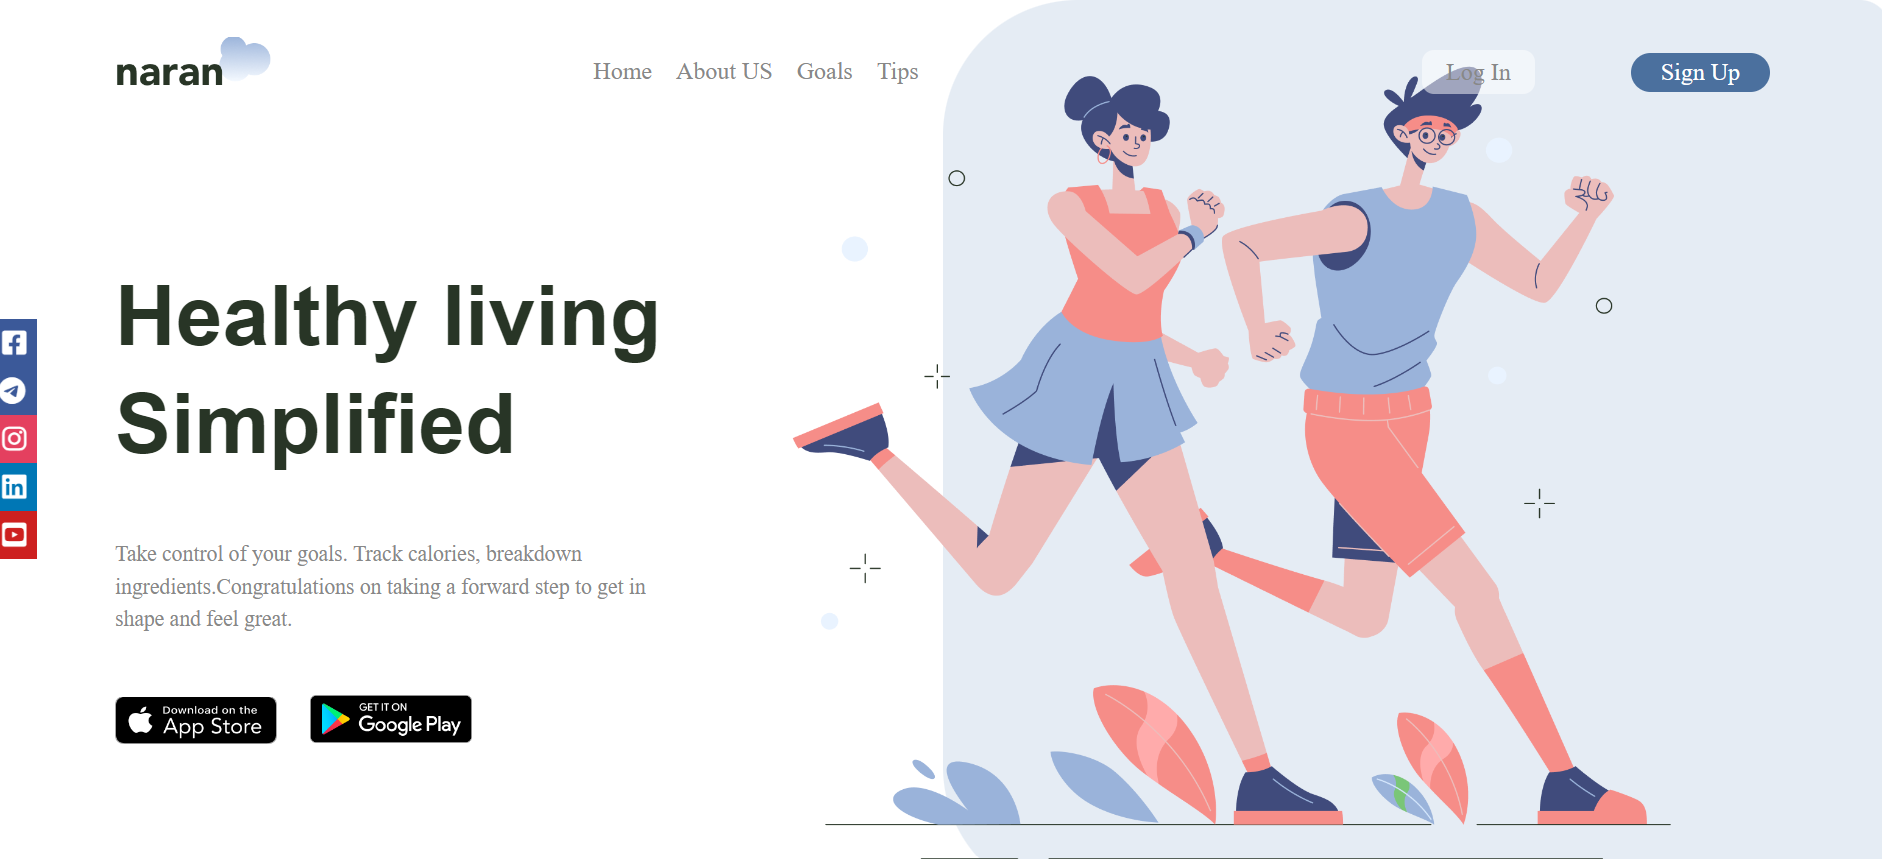 naran
Home About US Goals Tips
Log In
Sign Up
Healthy living
Simplified
Take control of your goals. Track calories, breakdown
ingredients.Congratulations on taking a forward step to get in
shape and feel great.
Download on the
App Store
GET IT ON
Google Play
in